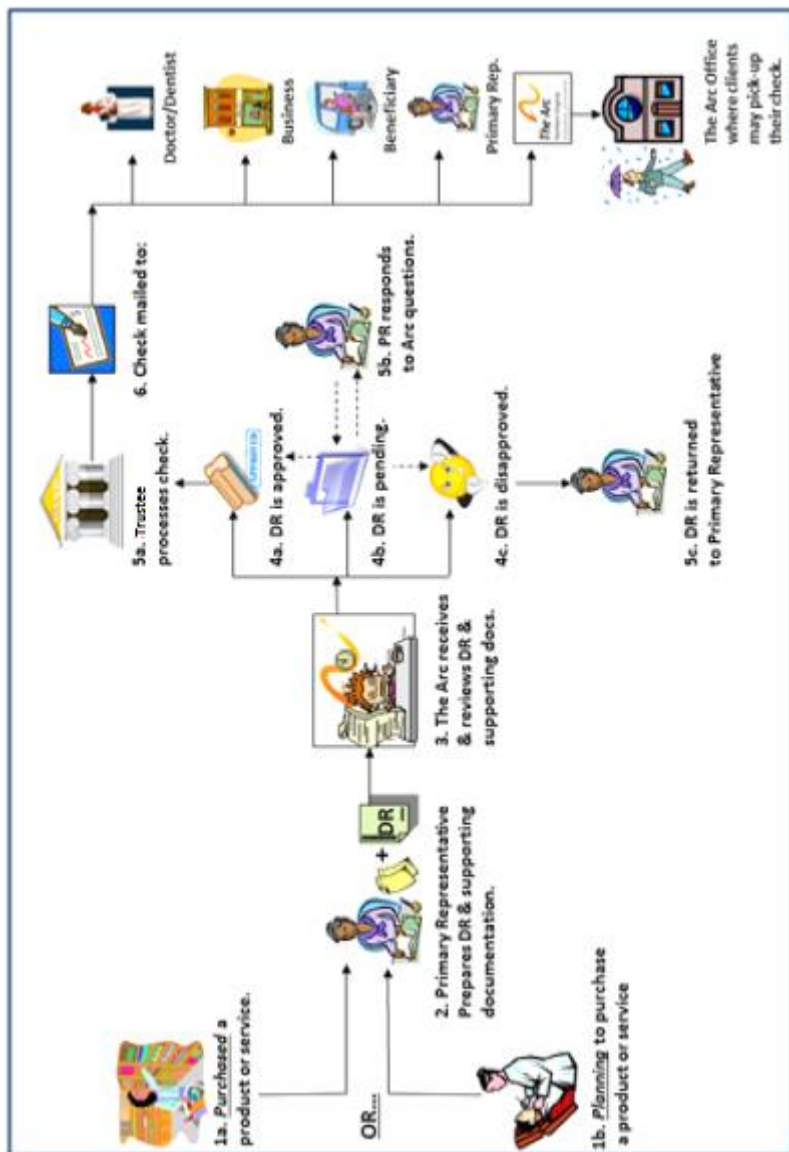 1a. Purchased a
product or service.
OR....
1b. Planning to purchase
a product or service
DR
+
2. Primary Representative
Prepares DR & supporting
documentation.
3. The Arc receives
& reviews DR &
supporting docs.
4a. DR is approved.
4b. DR is pending.
4c. DR is disapproved.
5a. Trustee
processes check.
5b. PR responds
to Arc questions.
5c. DR is returned
to Primary Representative
6. Check mailed to:
Doctor/Dentist
Business
Beneficiary
Primary Rep.
The Arc
The Arc Office
where clients
may pick-up
their check.